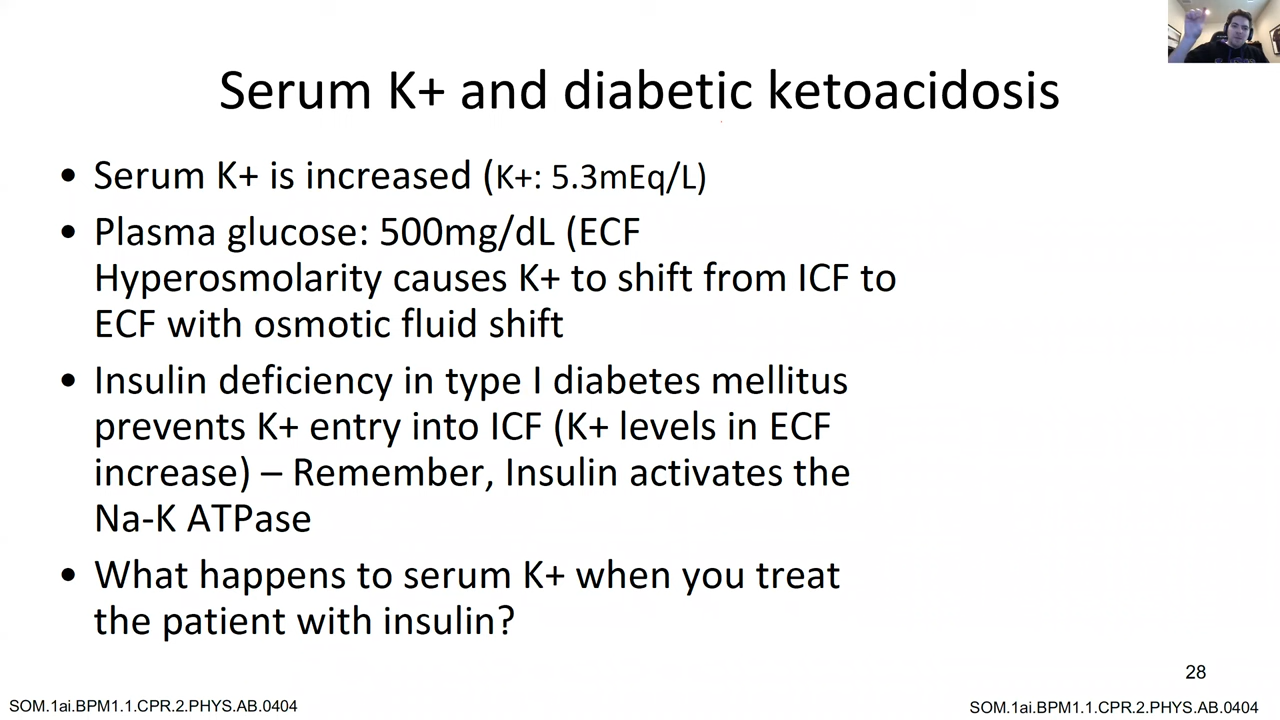 Serum K+ and diabetic ketoacidosis
• Serum K+ is increased (K+: 5.3mEq/L)
• Plasma glucose: 500mg/dL (ECF
Hyperosmolarity causes K+ to shift from ICF to
ECF with osmotic fluid shift
• Insulin deficiency in type I diabetes mellitus
prevents K+ entry into ICF (K+ levels in ECF
increase) – Remember, Insulin activates the
Na-K ATPase
• What happens to serum K+ when you treat
the patient with insulin?
28
SOM.1ai.BPM1.1.CPR.2.PHYS.AB.0404
SOM.1ai.BPM1.1.CPR.2.PHYS.AB.0404